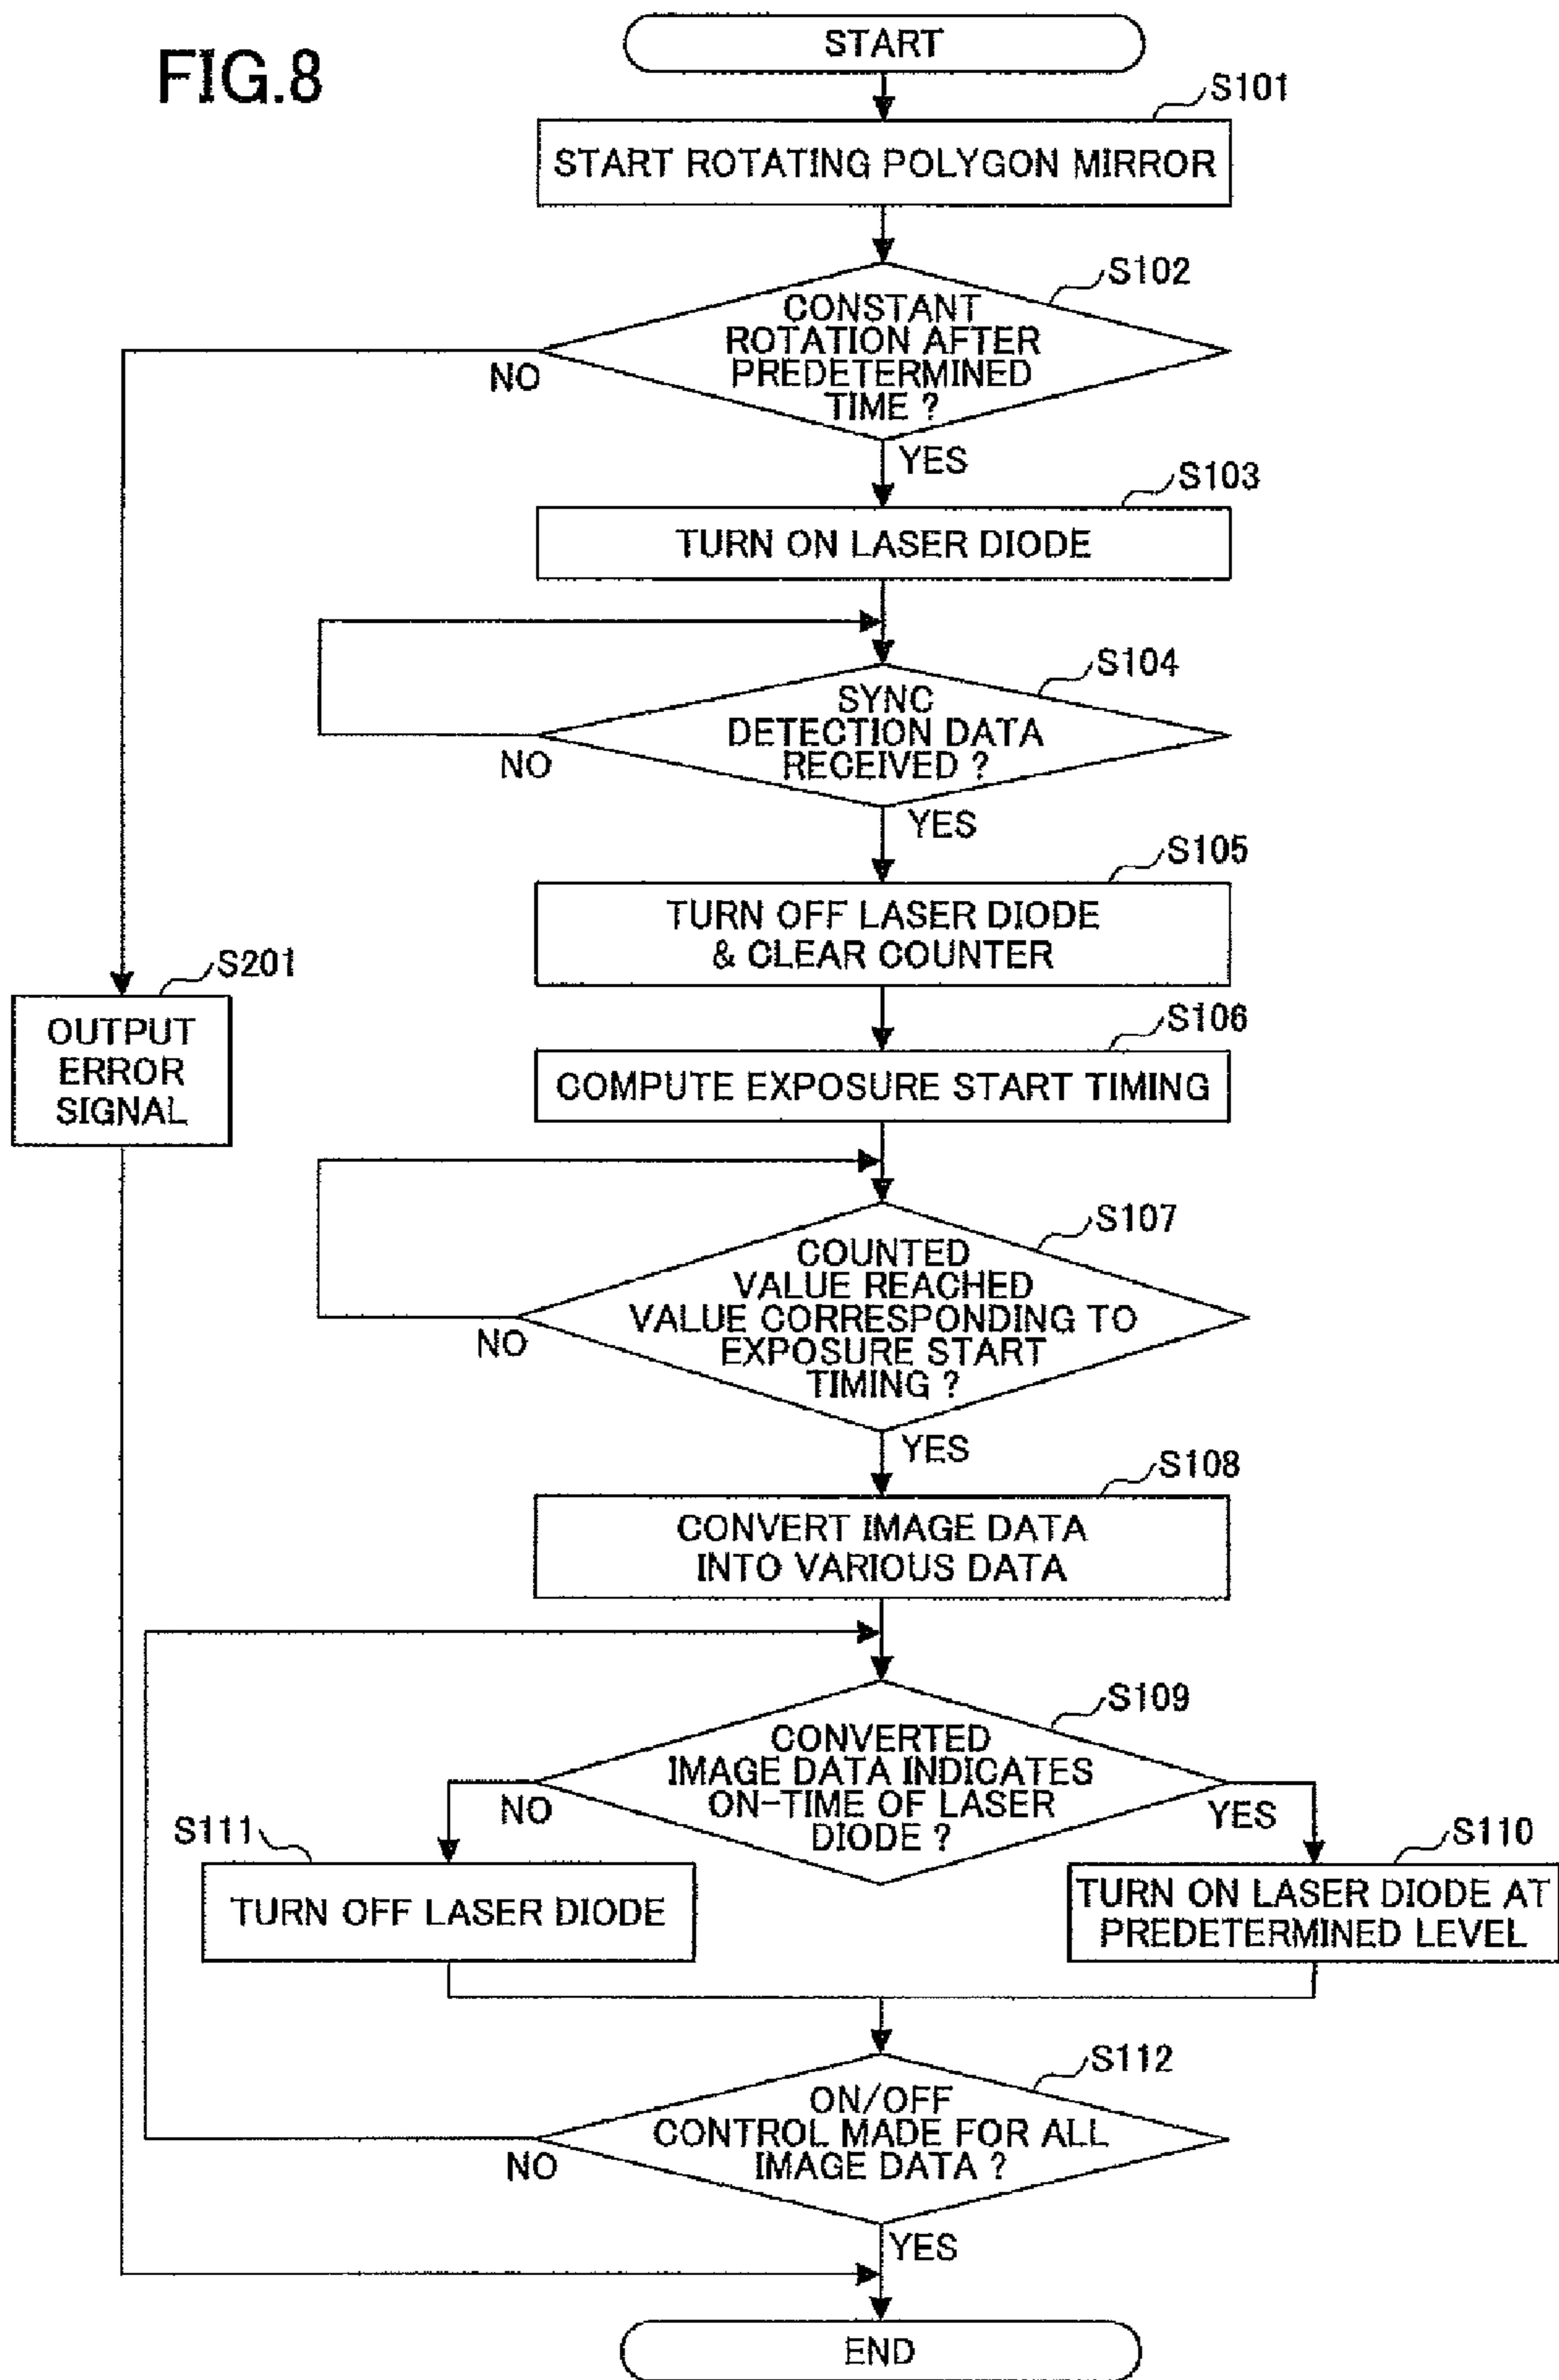 FIG.8
START
S101
START ROTATING POLYGON MIRROR
S102
CONSTANT
ROTATION AFTER
PREDETERMINED
TIME ?
NO
YES
S103
TURN ON LASER DIODE
S104
SYNC
DETECTION DATA
RECEIVED ?
NO
YES
S105
TURN OFF LASER DIODE
& CLEAR COUNTER
S201
OUTPUT
ERROR
SIGNAL
S106
COMPUTE EXPOSURE START TIMING
S107
COUNTED
VALUE REACHED
VALUE CORRESPONDING TO
EXPOSURE START
TIMING ?
NO
YES
S108
CONVERT IMAGE DATA
INTO VARIOUS DATA
S109
CONVERTED
IMAGE DATA INDICATES
ON-TIME OF LASER
DIODE ?
NO
YES
S111
TURN OFF LASER DIODE
S110
TURN ON LASER DIODE AT
PREDETERMINED LEVEL
S112
ON/OFF
CONTROL MADE FOR ALL
IMAGE DATA ?
NO
YES
END